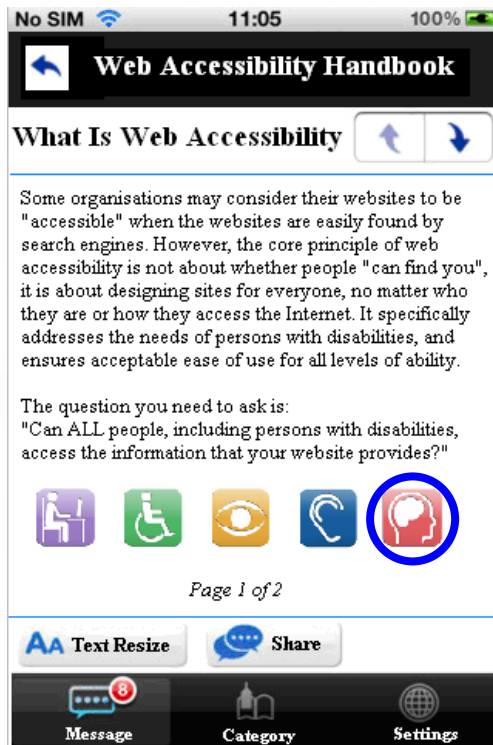 No SIM 11:05 100%
Web Accessibility Handbook
What Is Web Accessibility
Some organisations may consider their websites to be
"accessible" when the websites are easily found by
search engines. However, the core principle of web
accessibility is not about whether people "can find you",
it is about designing sites for everyone, no matter who
they are or how they access the Internet. It specifically
addresses the needs of persons with disabilities, and
ensures acceptable ease of use for all levels of ability.
The question you need to ask is:
"Can ALL people, including persons with disabilities,
access the information that your website provides?"
Page 1 of 2
AA Text Resize Share
8
Message Category Settings